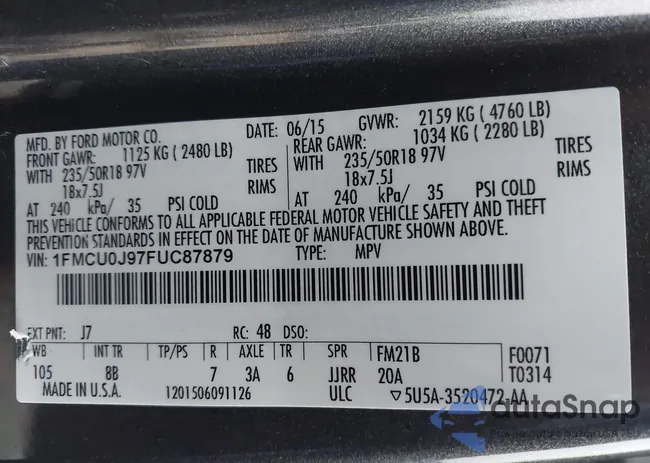 MFD. BY FORD MOTOR CO. DATE: 06/15 GVWR: 2159 KG ( 4760 LB)
FRONT GAWR: 1125 KG ( 2480 LB) REAR GAWR: 1034 KG ( 2280 LB)
WITH 235/50R18 97V TIRES WITH 235/50R18 97V TIRES
18x7.5J RIMS 18x7.5J RIMS
AT 240 kPa/ 35 PSI COLD AT 240 kPa/ 35 PSI COLD
THIS VEHICLE CONFORMS TO ALL APPLICABLE FEDERAL MOTOR VEHICLE SAFETY AND THEFT
PREVENTION STANDARDS IN EFFECT ON THE DATE OF MANUFACTURE SHOWN ABOVE.
VIN: 1FMCU0J97FUC87879 TYPE: MPV
EXT PNT: J7 RC: 48 DSO:
WB INT TR TP/PS R AXLE TR SPR FM21B F0071
105 8B 7 3A 6 JJRR 20A T0314
MADE IN U.S.A. 1201506091126 ULC ▽5U5A-3520472-AA
autoSnap